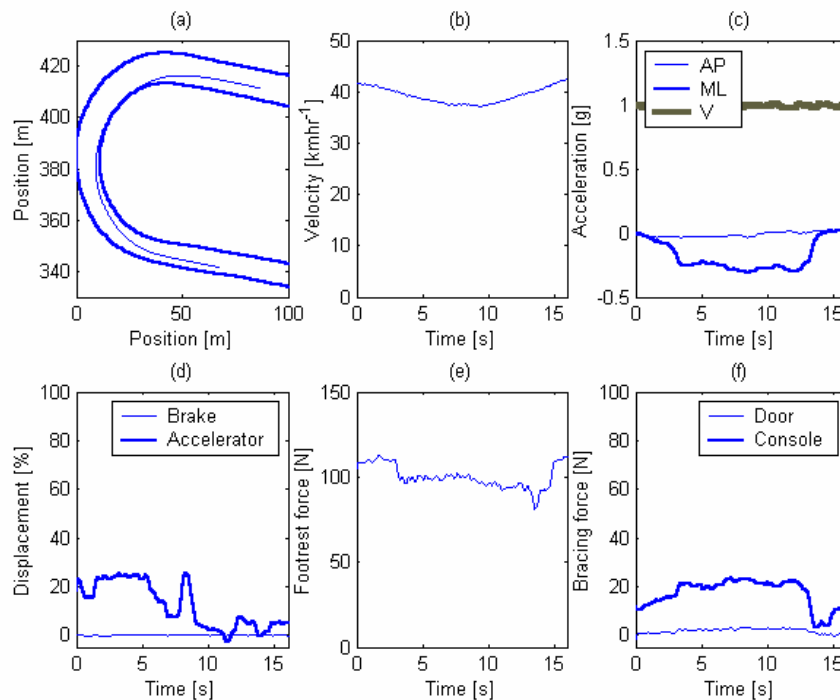 (a)
Position [m]
420
400
380
360
340
0
50
100
Position [m]
(b)
Velocity [kmhr-1]
50
40
30
20
10
0
0
5
10
15
Time [s]
(c)
Acceleration [g]
1.5
1
0.5
0
-0.5
AP
ML
V
0
5
10
15
Time [s]
(d)
Displacement [%]
100
80
60
40
20
0
Brake
Accelerator
0
5
10
15
Time [s]
(e)
Footrest force [N]
150
100
50
0
0
5
10
15
Time [s]
(f)
Bracing force [N]
100
80
60
40
20
0
Door
Console
0
5
10
15
Time [s]